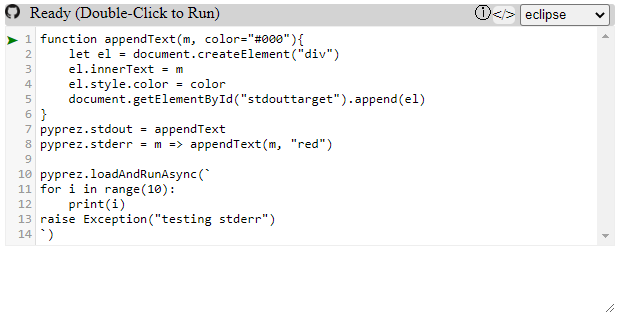 Ready (Double-Click to Run) ⓘ </> eclipse
1 function appendText(m, color="#000"){
2     let el = document.createElement("div")
3     el.innerText = m
4     el.style.color = color
5     document.getElementById("stdouttarget").append(el)
6 }
7 pyprez.stdout = appendText
8 pyprez.stderr = m => appendText(m, "red")
9
10 pyprez.loadAndRunAsync(`
11 for i in range(10):
12     print(i)
13 raise Exception("testing stderr")
14 `)